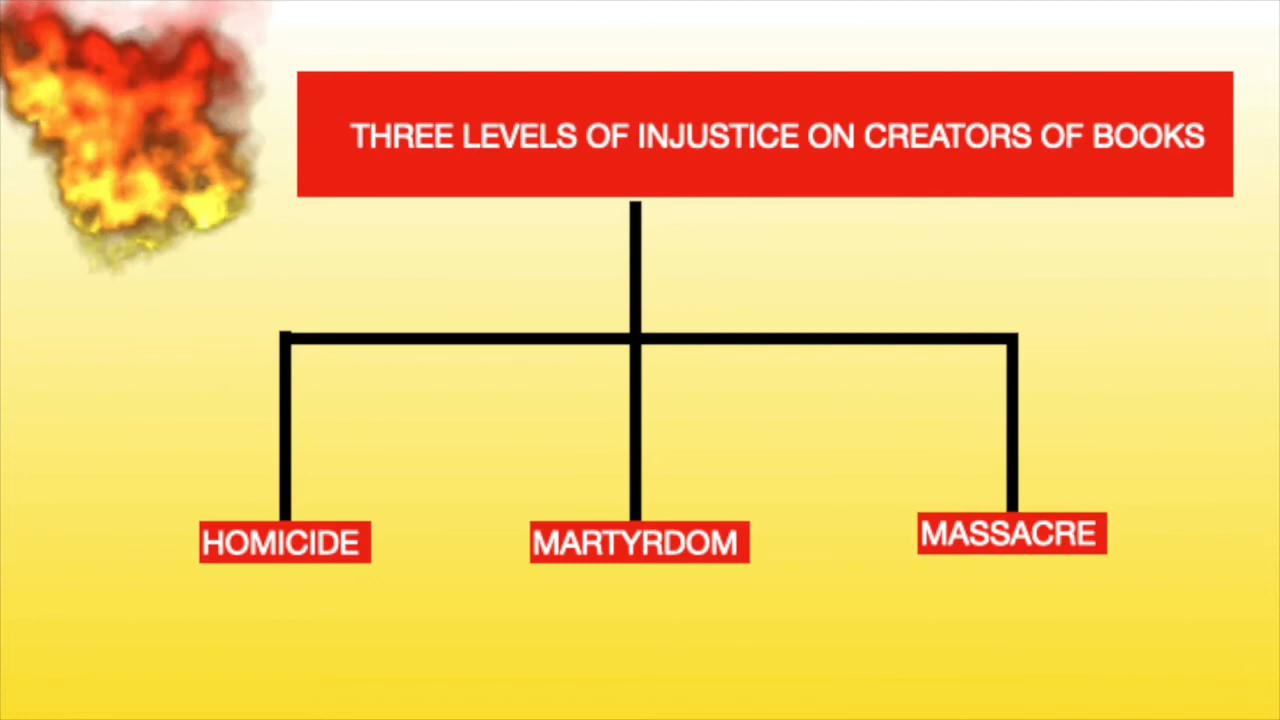 THREE LEVELS OF INJUSTICE ON CREATORS OF BOOKS
HOMICIDE
MARTYRDOM
MASSACRE